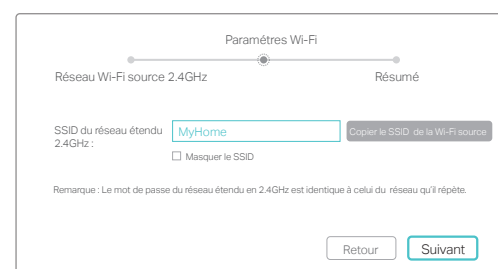 Paramétres Wi-Fi
Réseau Wi-Fi source 2.4GHz
Résumé
SSID du réseau étendu
2.4GHz :
MyHome
Copier le SSID de la Wi-Fi source
Masquer le SSID
Remarque : Le mot de passe du réseau étendu en 2.4GHz est identique à celui du réseau qu'il répète.
Retour
Suivant